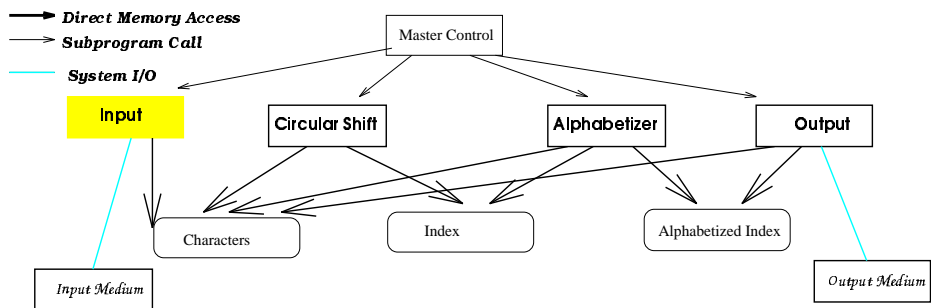 Direct Memory Access
Subprogram Call
System I/O
Master Control
Input
Circular Shift
Alphabetizer
Output
Characters
Index
Alphabetized Index
Input Medium
Output Medium